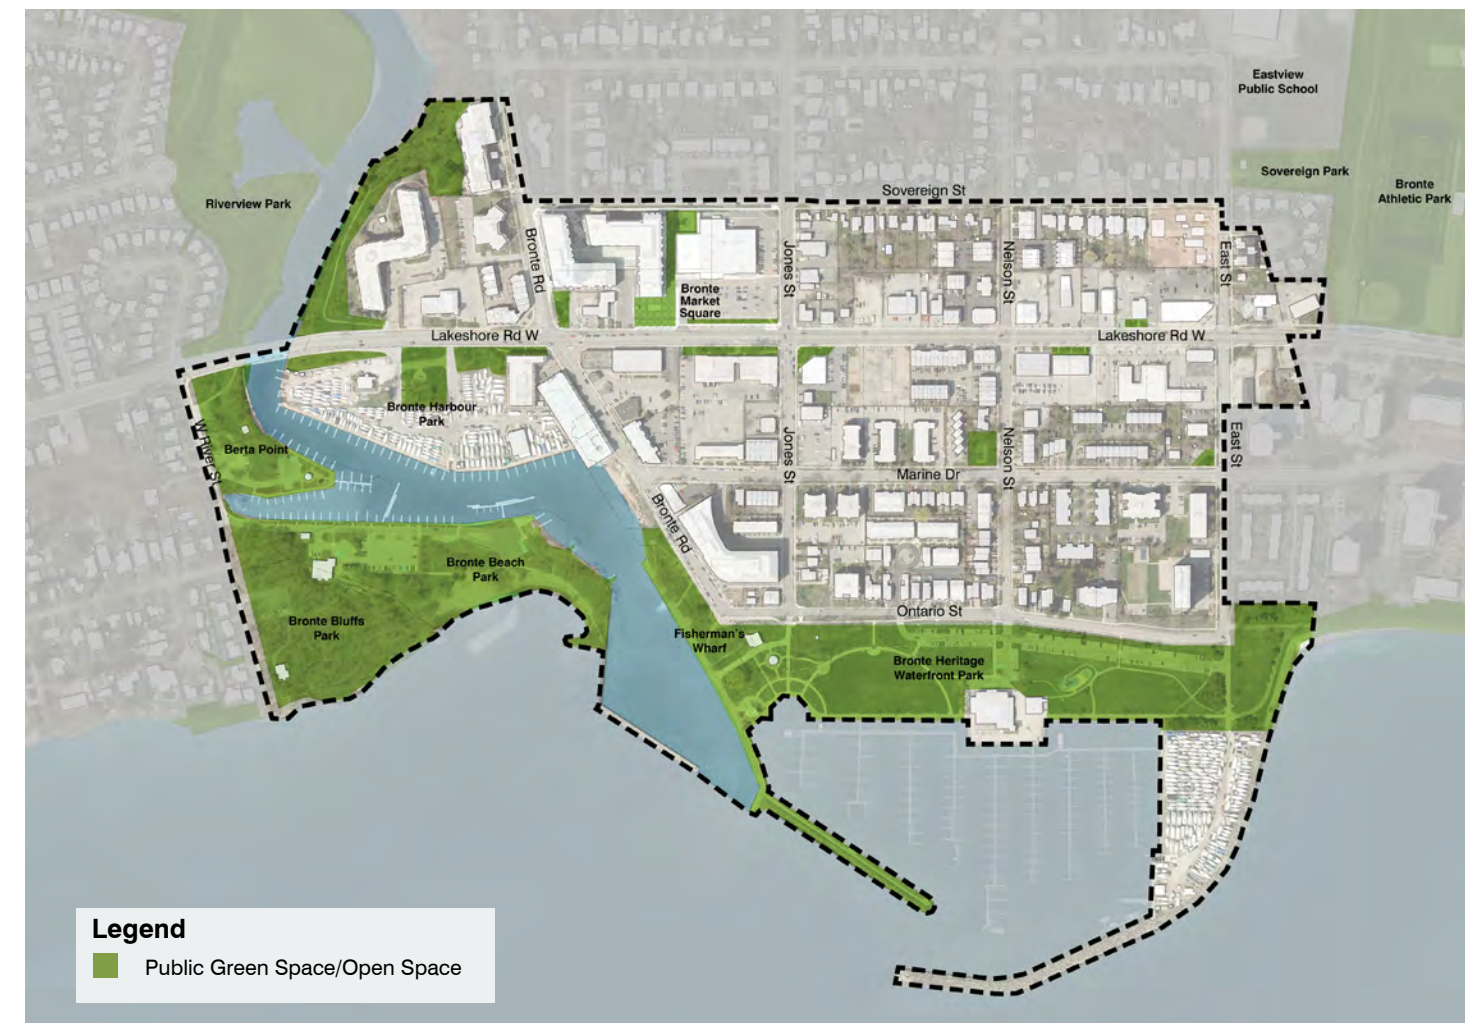 Eastview
Public School
Sovereign Park
Bronte
Athletic Park
Riverview Park
Sovereign St
Bronte Rd
Jones St
Nelson St
East St
Bronte
Market
Square
Lakeshore Rd W
Lakeshore Rd W
Bronte Harbour
Park
W River St
Berta Point
Jones St
Nelson St
East St
Marine Dr
Bronte Rd
Bronte Beach
Park
Bronte Bluffs
Park
Ontario St
Fisherman's
Wharf
Bronte Heritage
Waterfront Park
Legend
Public Green Space/Open Space